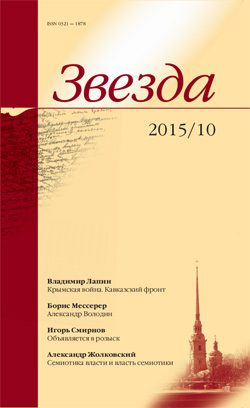 ISSN 0321 — 1878
Звезда
2015/10
Владимир Лапин
Крымская война. Кавказский фронт
Борис Мессерер
Александр Володин
Игорь Смирнов
Объявляется в розыск
Александр Жолковский
Семиотика власти и власть семиотики